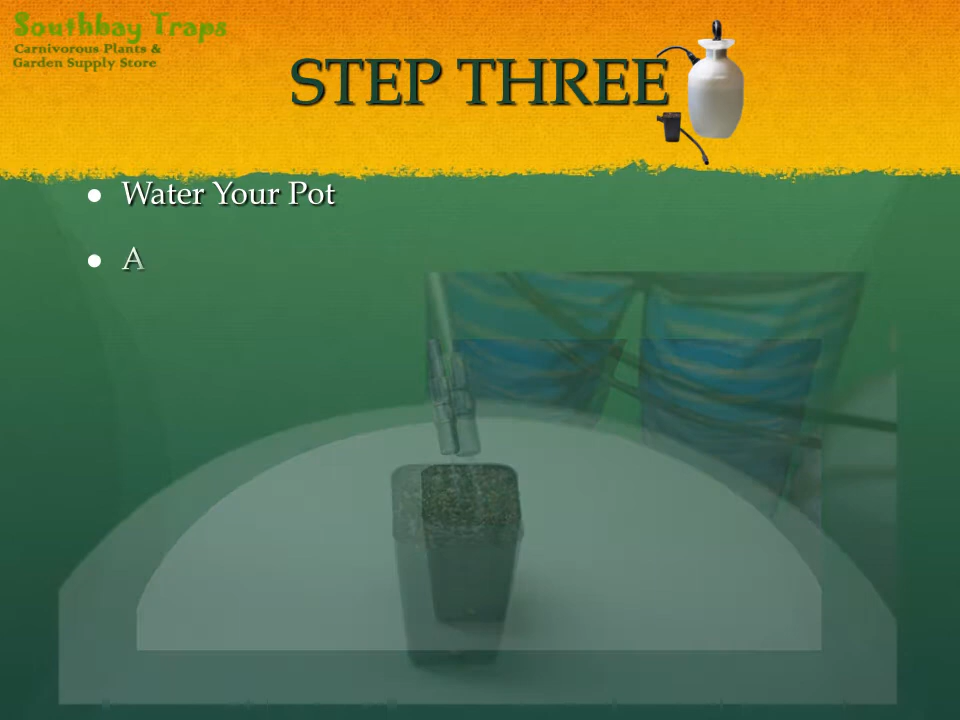 Southbay Traps
Carnivorous Plants &
Garden Supply Store
STEP THREE
• Water Your Pot
• A